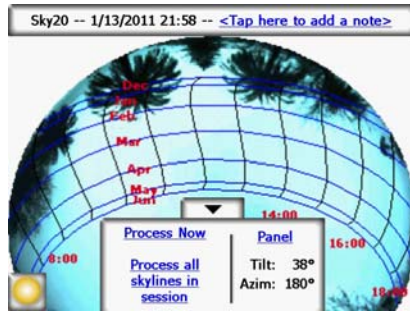 Sky20 -- 1/13/2011 21:58 -- <Tap here to add a note>
Dec
Jan
Feb
Mar
Apr
May
Jun
8:00
14:00
16:00
18:00
Process Now
Process all
skylines in
session
Panel
Tilt: 38°
Azim: 180°